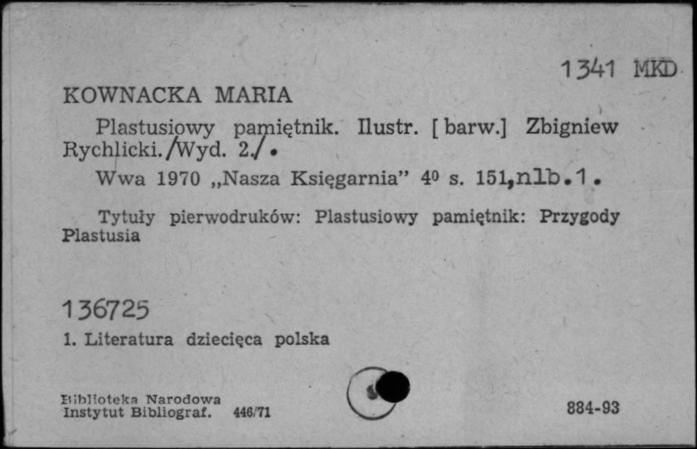 1341 MKD
KOWNACKA MARIA
Plastusiowy pamiętnik. Ilustr. [barw.] Zbigniew
Rychlicki./Wyd. 2./.
Wwa 1970 „Nasza Księgarnia” 4⁰ s. 151,nlb.1.
Tytuły pierwodruków: Plastusiowy pamiętnik: Przygody
Plastusia
136725
1. Literatura dziecięca polska
Biblioteka Narodowa
Instytut Bibliograf. 446/71
884-93